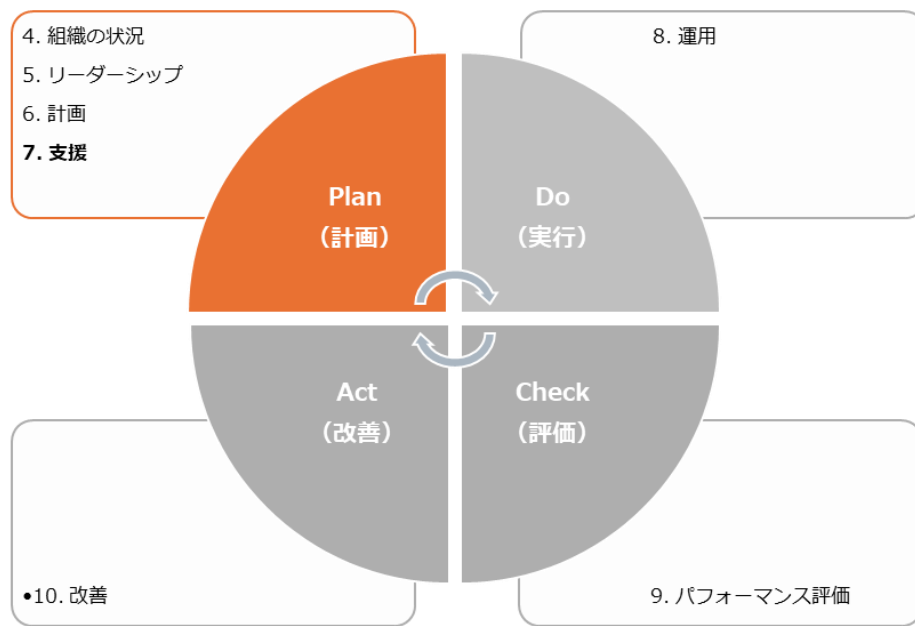 4. 組織の状況
5. リーダーシップ
6. 計画
7. 支援
8. 運用
Plan
（計画）
Do
（実行）
Act
（改善）
Check
（評価）
•10. 改善
9. パフォーマンス評価